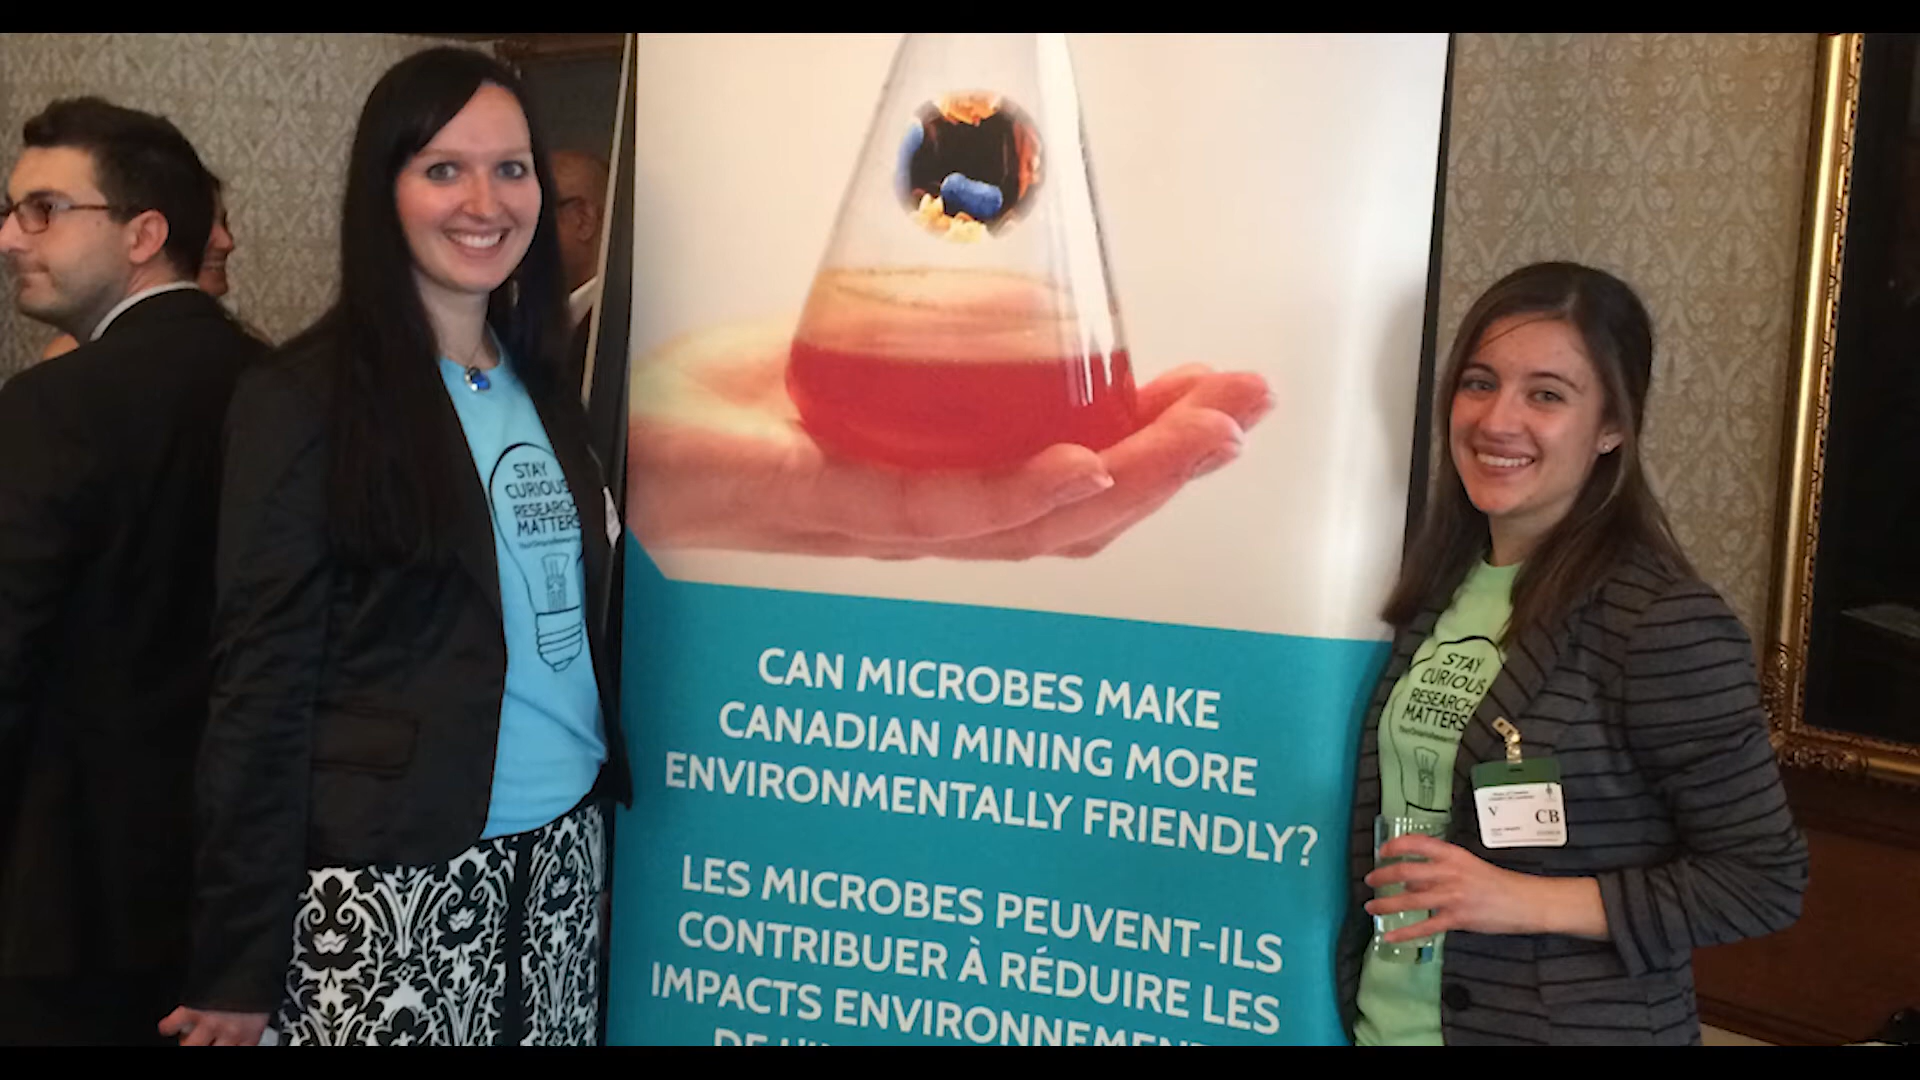 STAY
CURIOUS
RESEARCH
MATTERS
CAN MICROBES MAKE
CANADIAN MINING MORE
ENVIRONMENTALLY FRIENDLY?
LES MICROBES PEUVENT-ILS
CONTRIBUER À RÉDUIRE LES
IMPACTS
STAY
CURIOUS
RESEARCH
MATTERS
V CB